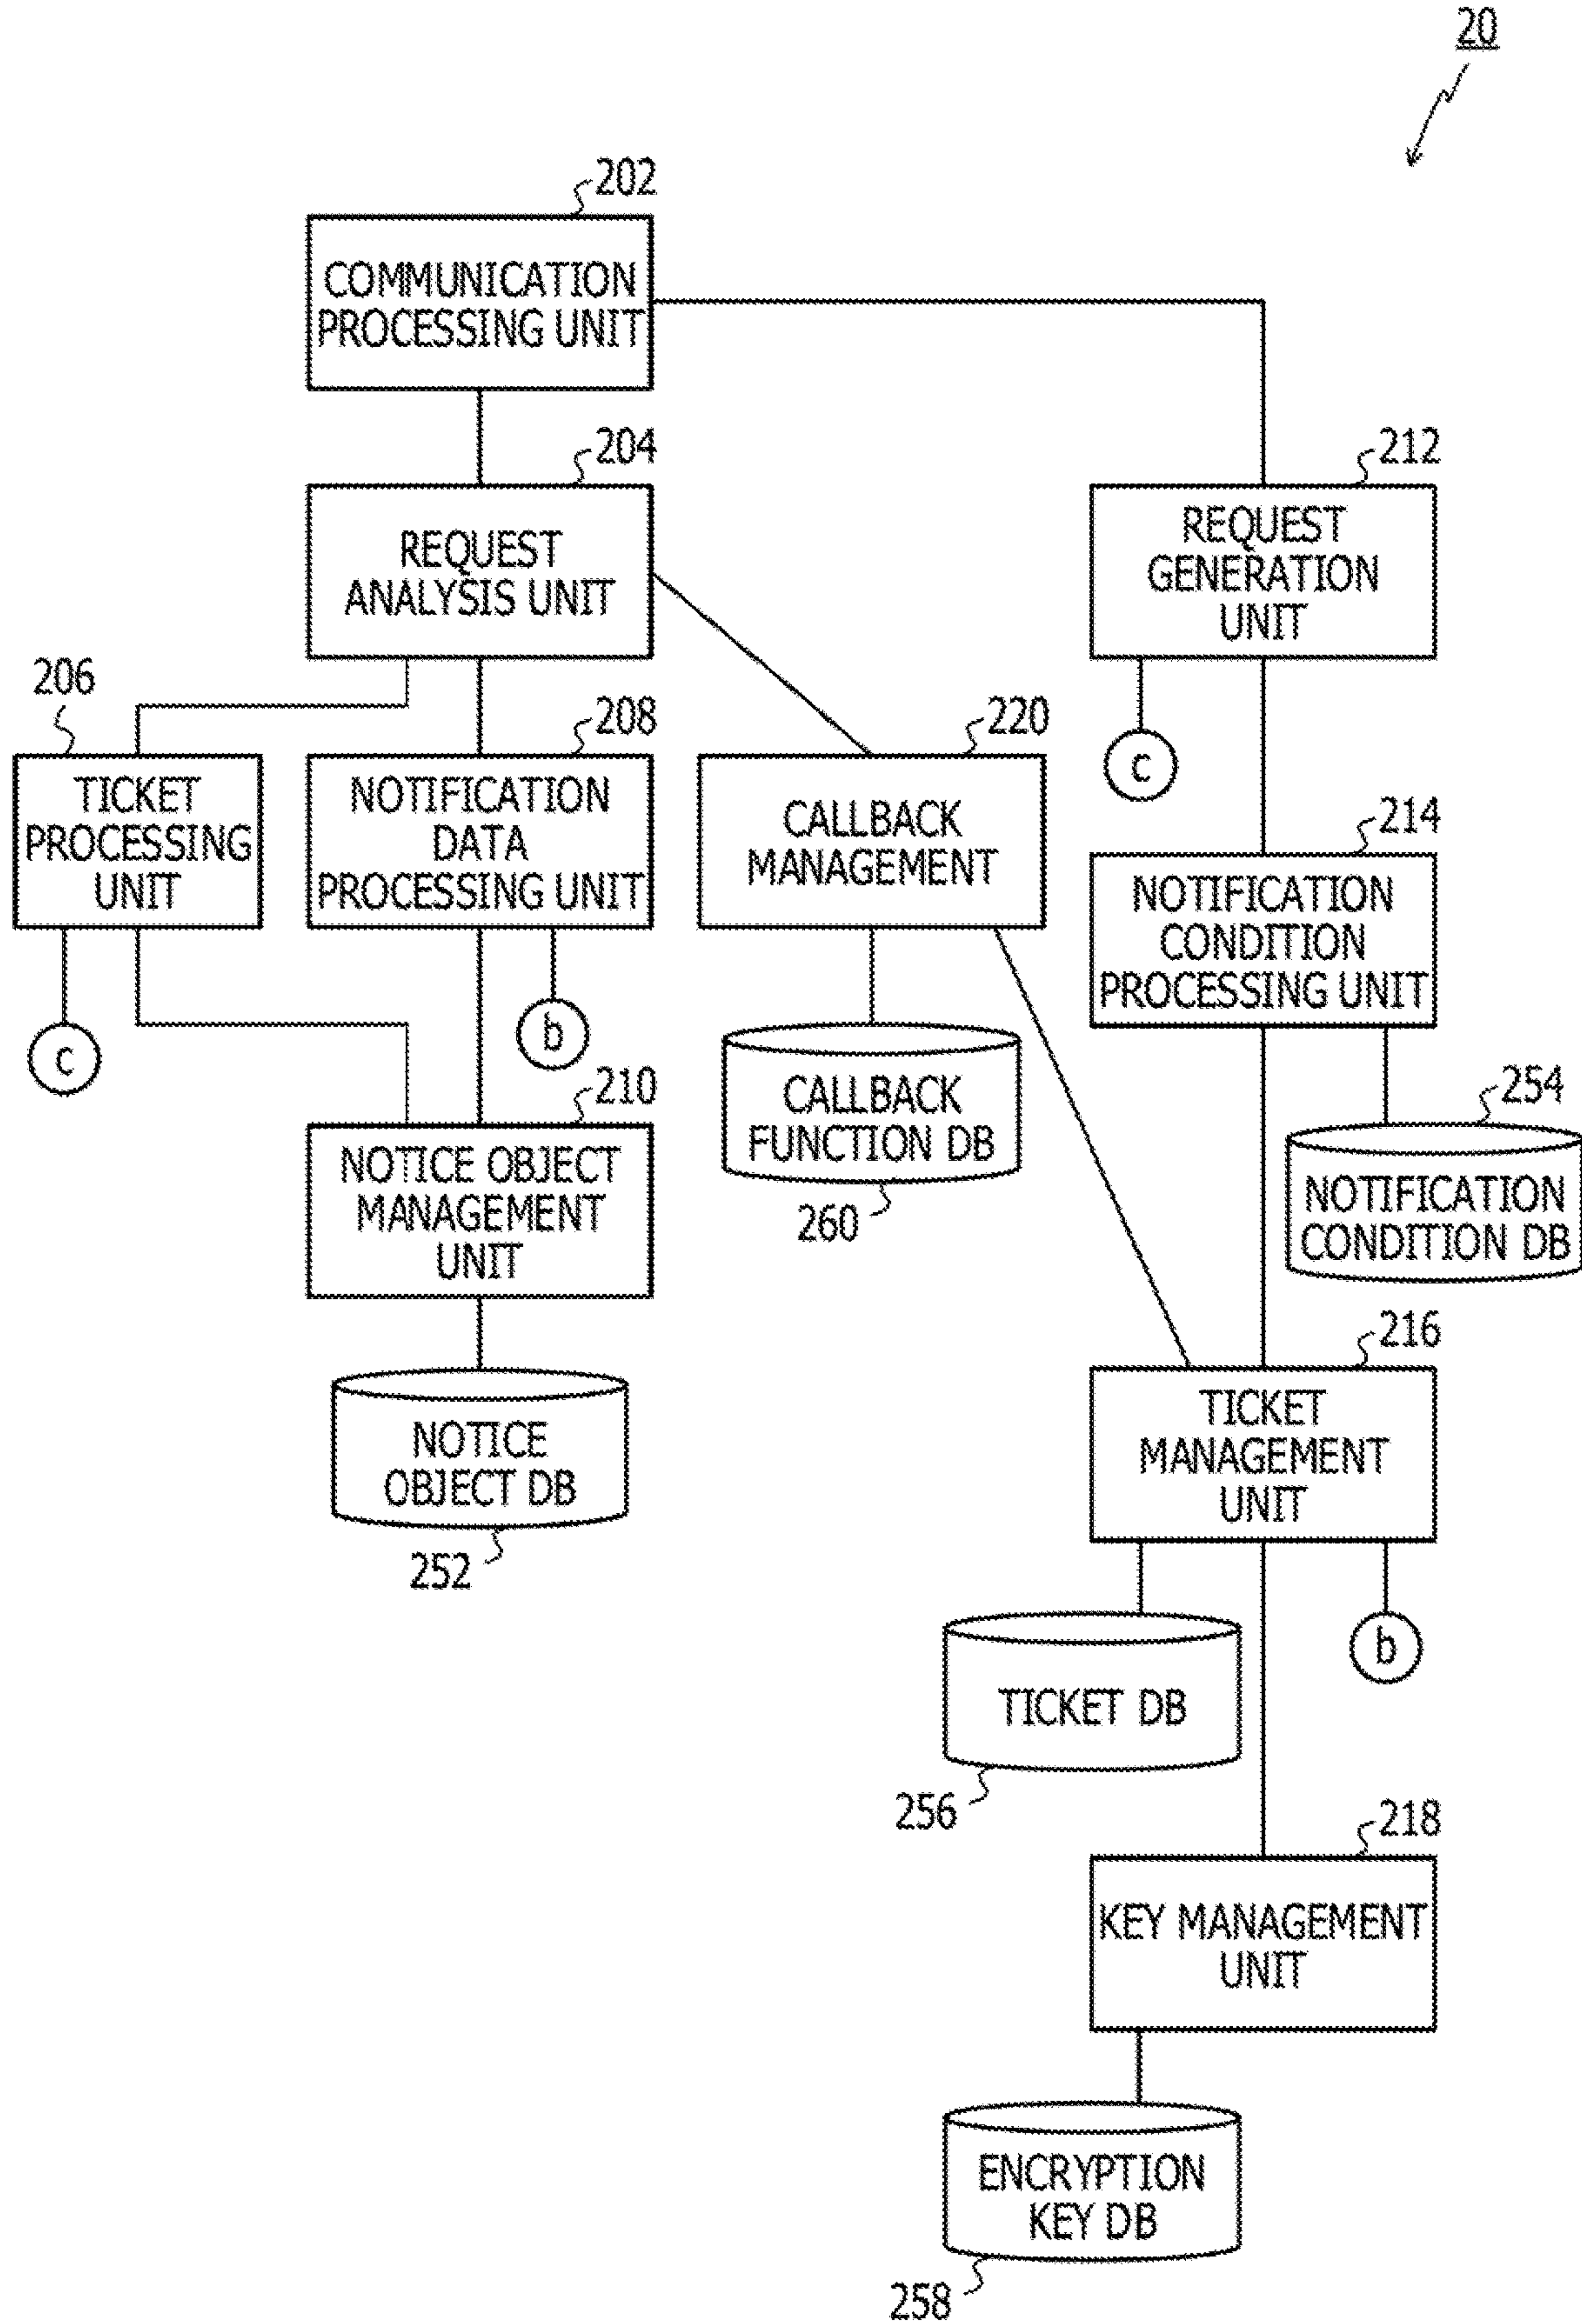 20
202
COMMUNICATION
PROCESSING UNIT
204
REQUEST
ANALYSIS UNIT
212
REQUEST
GENERATION
UNIT
206
TICKET
PROCESSING
UNIT
208
NOTIFICATION
DATA
PROCESSING UNIT
220
CALLBACK
MANAGEMENT
c
214
NOTIFICATION
CONDITION
PROCESSING UNIT
c
b
210
NOTICE OBJECT
MANAGEMENT
UNIT
CALLBACK
FUNCTION DB
260
254
NOTIFICATION
CONDITION DB
NOTICE
OBJECT DB
252
216
TICKET
MANAGEMENT
UNIT
b
TICKET DB
256
218
KEY MANAGEMENT
UNIT
ENCRYPTION
KEY DB
258